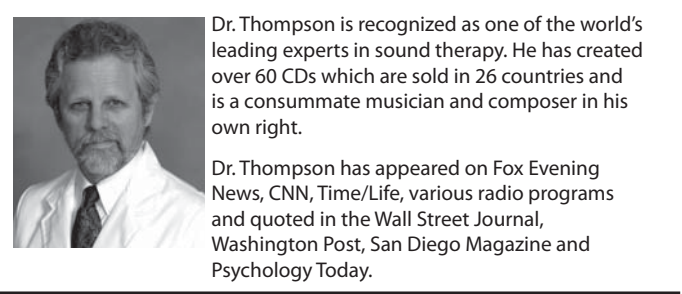 Dr. Thompson is recognized as one of the world’s
leading experts in sound therapy. He has created
over 60 CDs which are sold in 26 countries and
is a consummate musician and composer in his
own right.
Dr. Thompson has appeared on Fox Evening
News, CNN, Time/Life, various radio programs
and quoted in the Wall Street Journal,
Washington Post, San Diego Magazine and
Psychology Today.